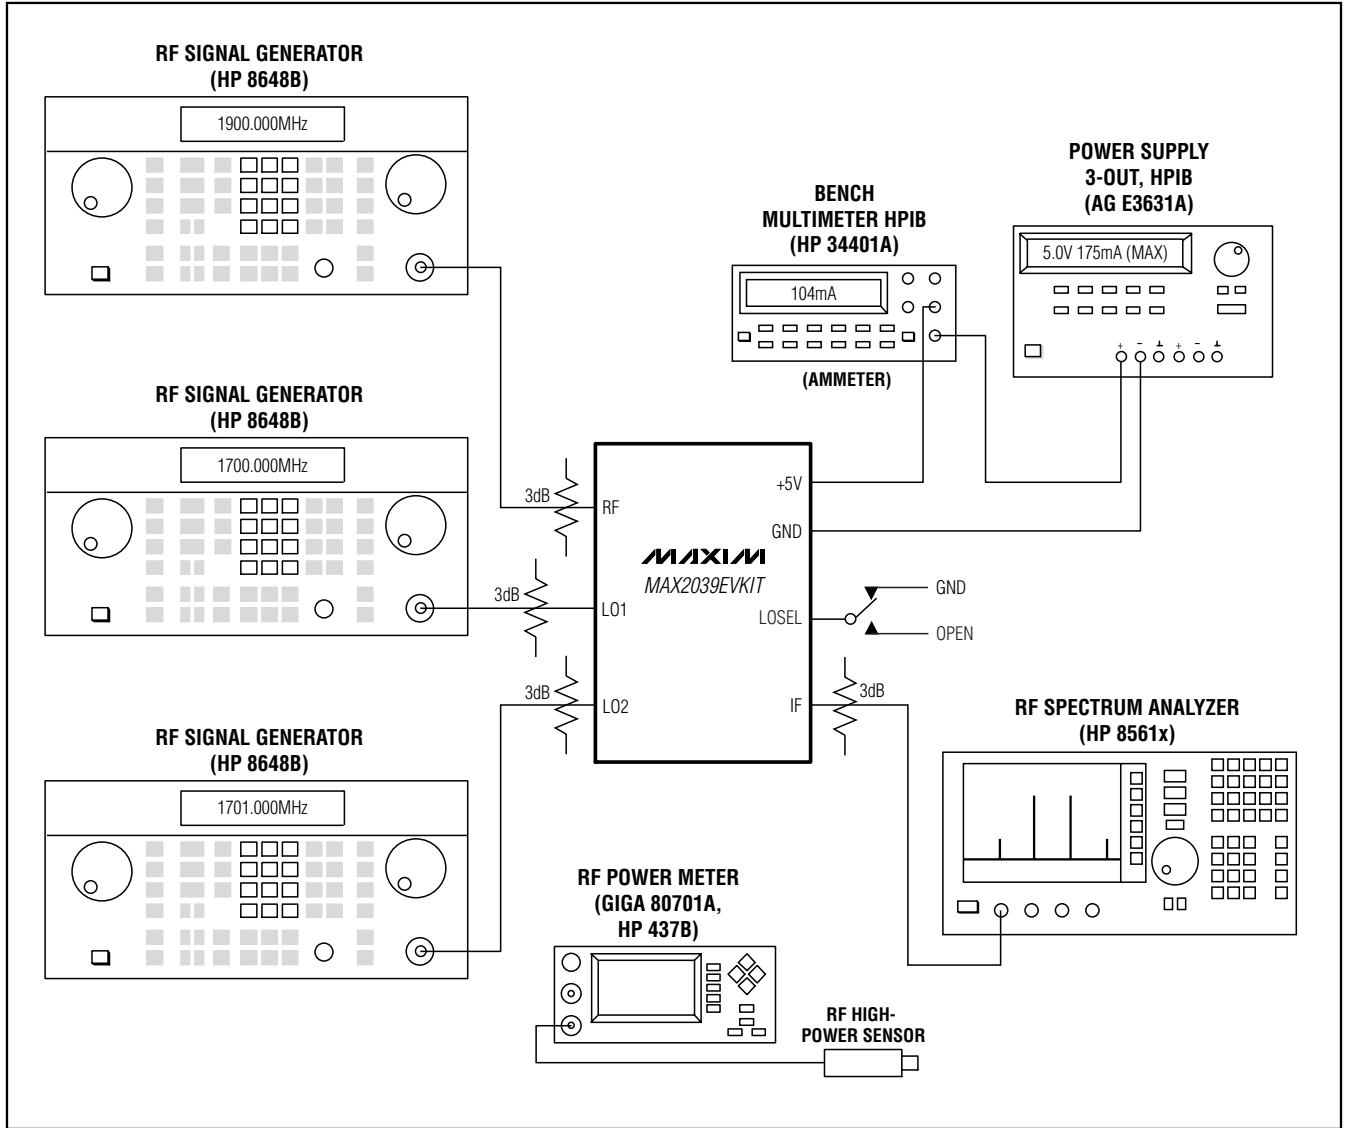 RF SIGNAL GENERATOR
(HP 8648B)
1900.000MHz
POWER SUPPLY
3-OUT, HPIB
(AG E3631A)
5.0V 175mA (MAX)
+ - ⊥ + - ⊥
BENCH
MULTIMETER HPIB
(HP 34401A)
104mA
(AMMETER)
RF SIGNAL GENERATOR
(HP 8648B)
1700.000MHz
3dB
RF
+5V
GND
MAXIM
MAX2039EVKIT
3dB
LO1
LOSEL
GND
OPEN
3dB
LO2
IF
3dB
RF SIGNAL GENERATOR
(HP 8648B)
1701.000MHz
RF SPECTRUM ANALYZER
(HP 8561x)
RF POWER METER
(GIGA 80701A,
HP 437B)
RF HIGH-
POWER SENSOR